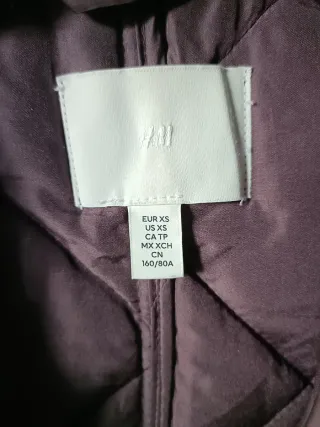 H&M
EUR XS
US XS
CA TP
MX XCH
CN
160/80A